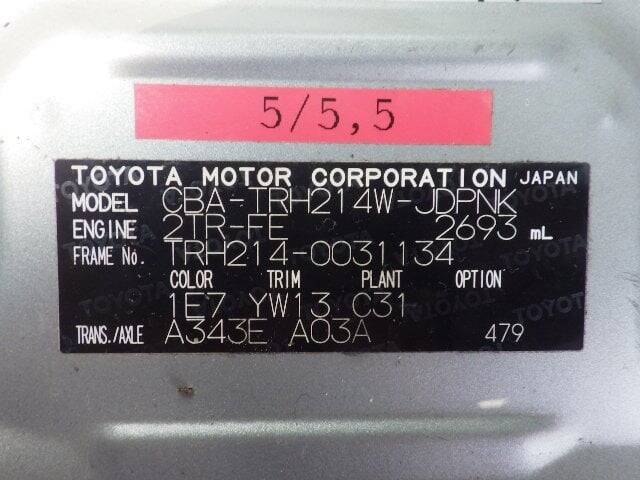 5/5,5
TOYOTA MOTOR CORPORATION JAPAN
MODEL CBA-TRH214W-JDPNK
ENGINE 2TR-FE 2693 mL
FRAME No. TRH214-0031134
COLOR TRIM PLANT OPTION
1E7 YW13 C31
TRANS./AXLE A343E A03A 479